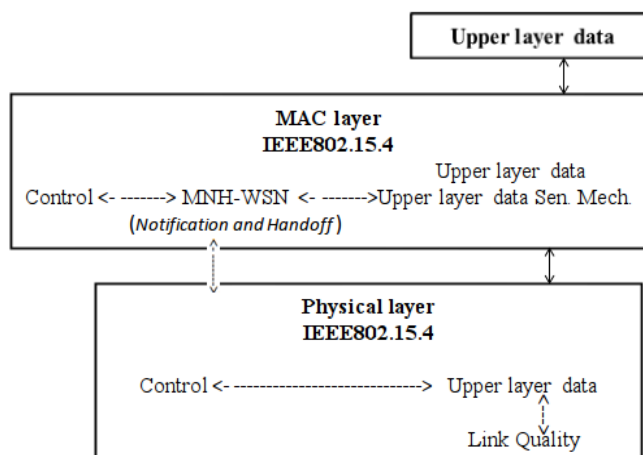 Upper layer data
MAC layer
IEEE802.15.4
Upper layer data
Control <- -------> MNH-WSN <- ------->Upper layer data Sen. Mech.
(Notification and Handoff)
Physical layer
IEEE802.15.4
Control <- ----------------------------> Upper layer data
Link Quality